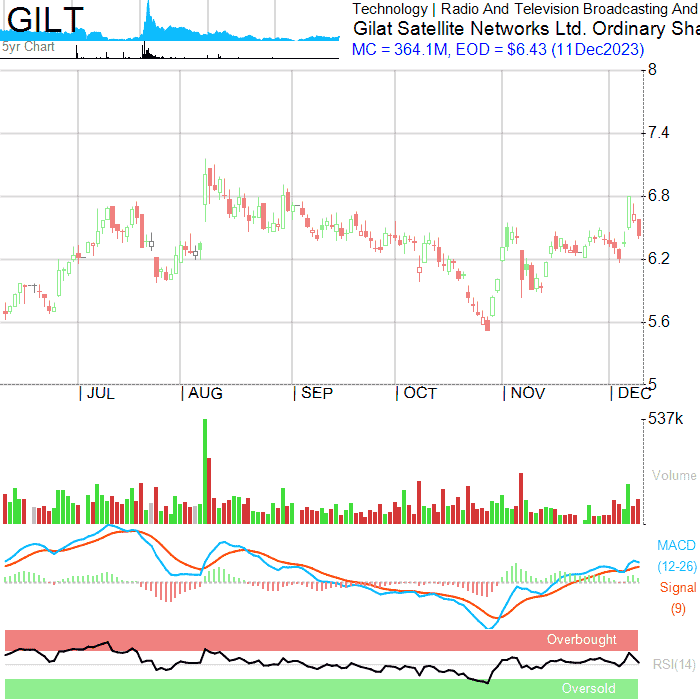 GILT
5yr Chart
Technology | Radio And Television Broadcasting And
Gilat Satellite Networks Ltd. Ordinary Sha
MC = 364.1M, EOD = $6.43 (11Dec2023)
8
7.4
6.8
6.2
5.6
5
| JUL | AUG | SEP | OCT | NOV | DEC
537k
Volume
MACD
(12-26)
Signal
(9)
Overbought
RSI(14)
Oversold